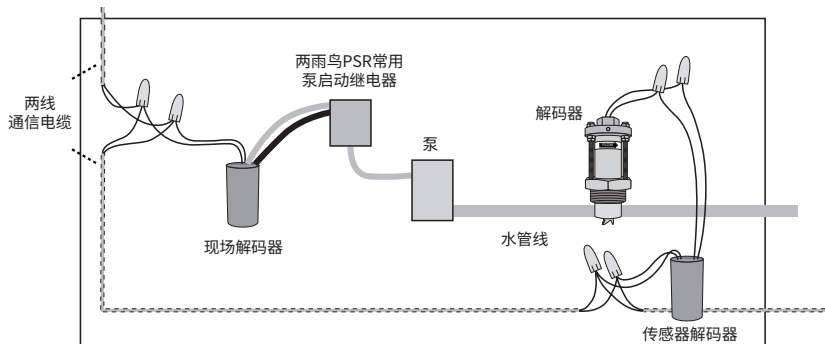 两雨鸟PSR常用
泵启动继电器
两线
通信电缆
解码器
泵
现场解码器
水管线
传感器解码器